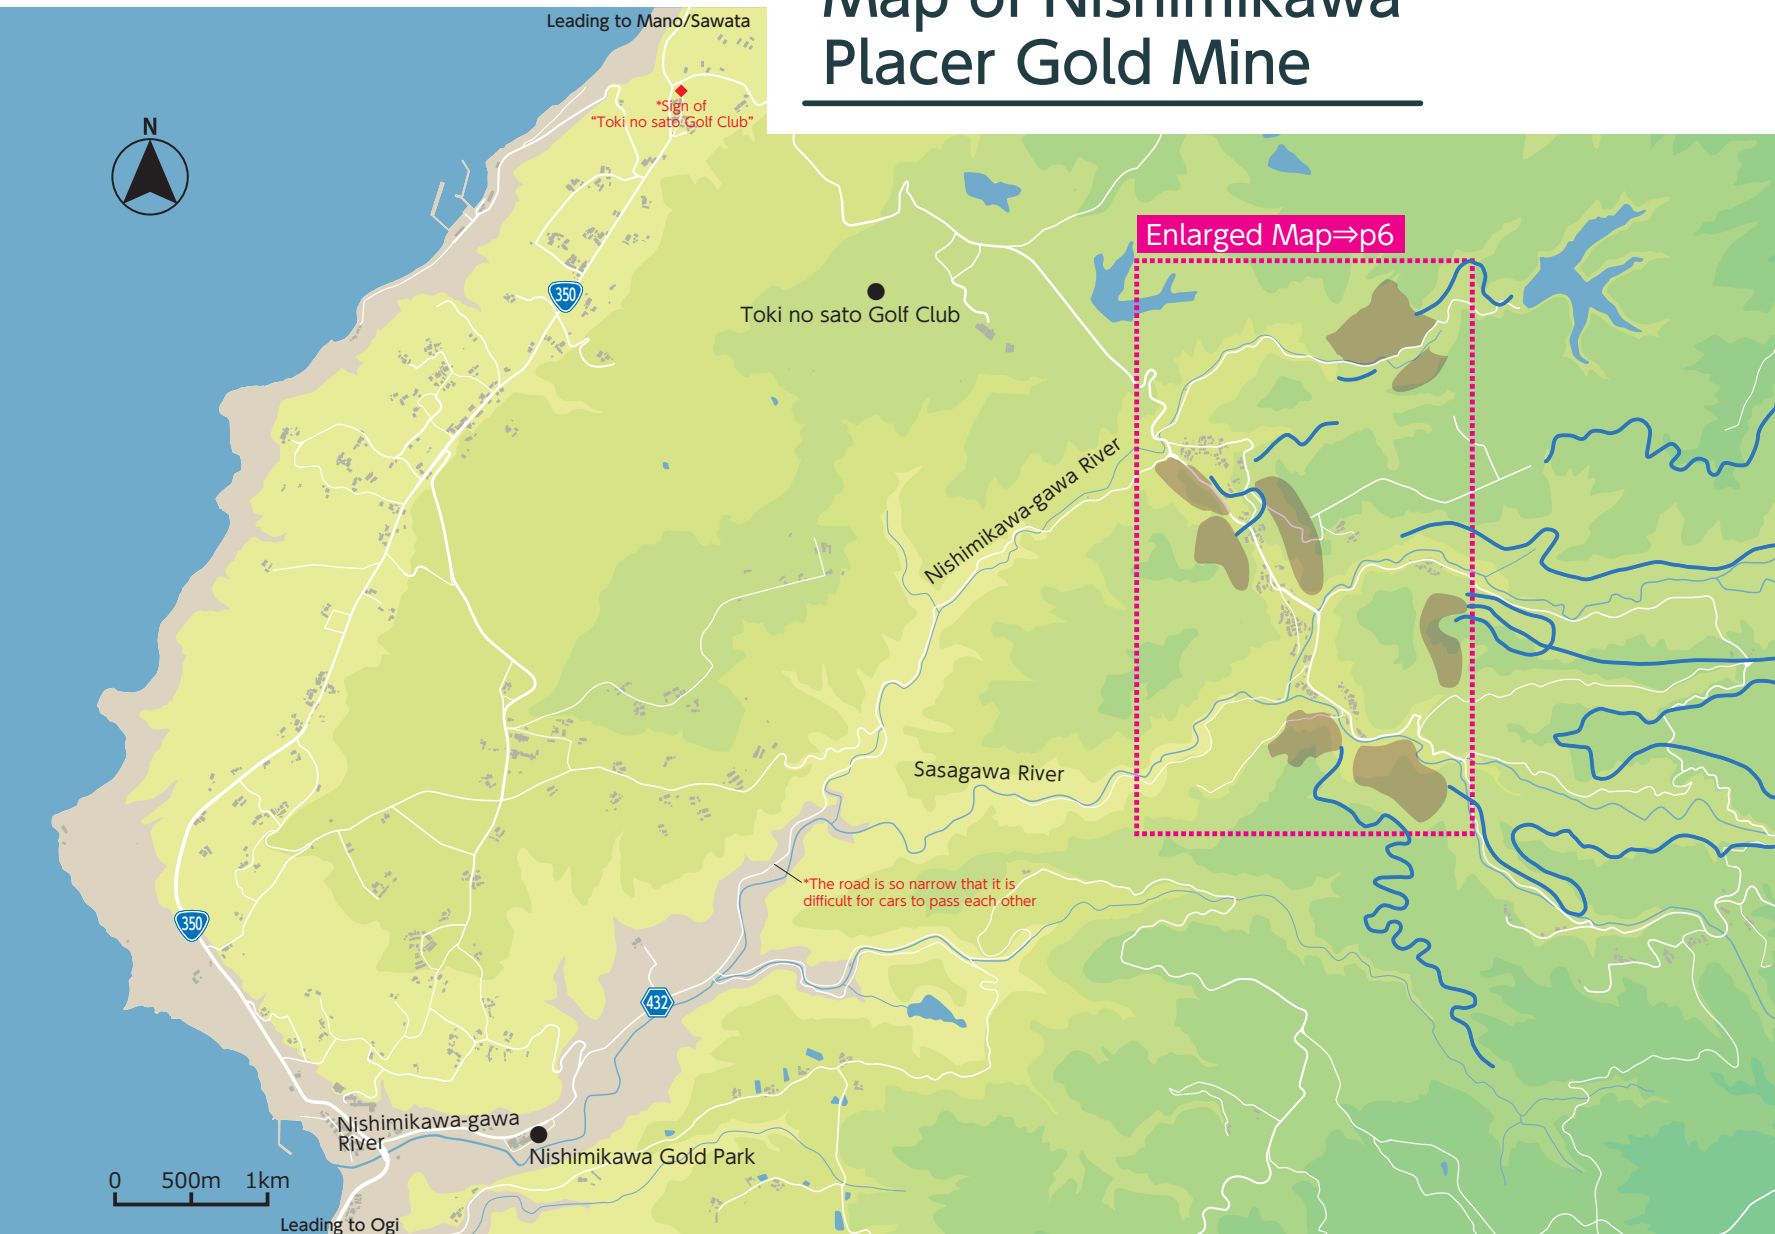 Map of Nishimikawa
Placer Gold Mine
Leading to Mano/Sawata
*Sign of
“Toki no sato Golf Club”
N
Enlarged Map⇒p6
350
Toki no sato Golf Club
Nishimikawa-gawa River
Sasagawa River
*The road is so narrow that it is
difficult for cars to pass each other
350
432
Nishimikawa-gawa
River
Nishimikawa Gold Park
0 500m 1km
Leading to Ogi